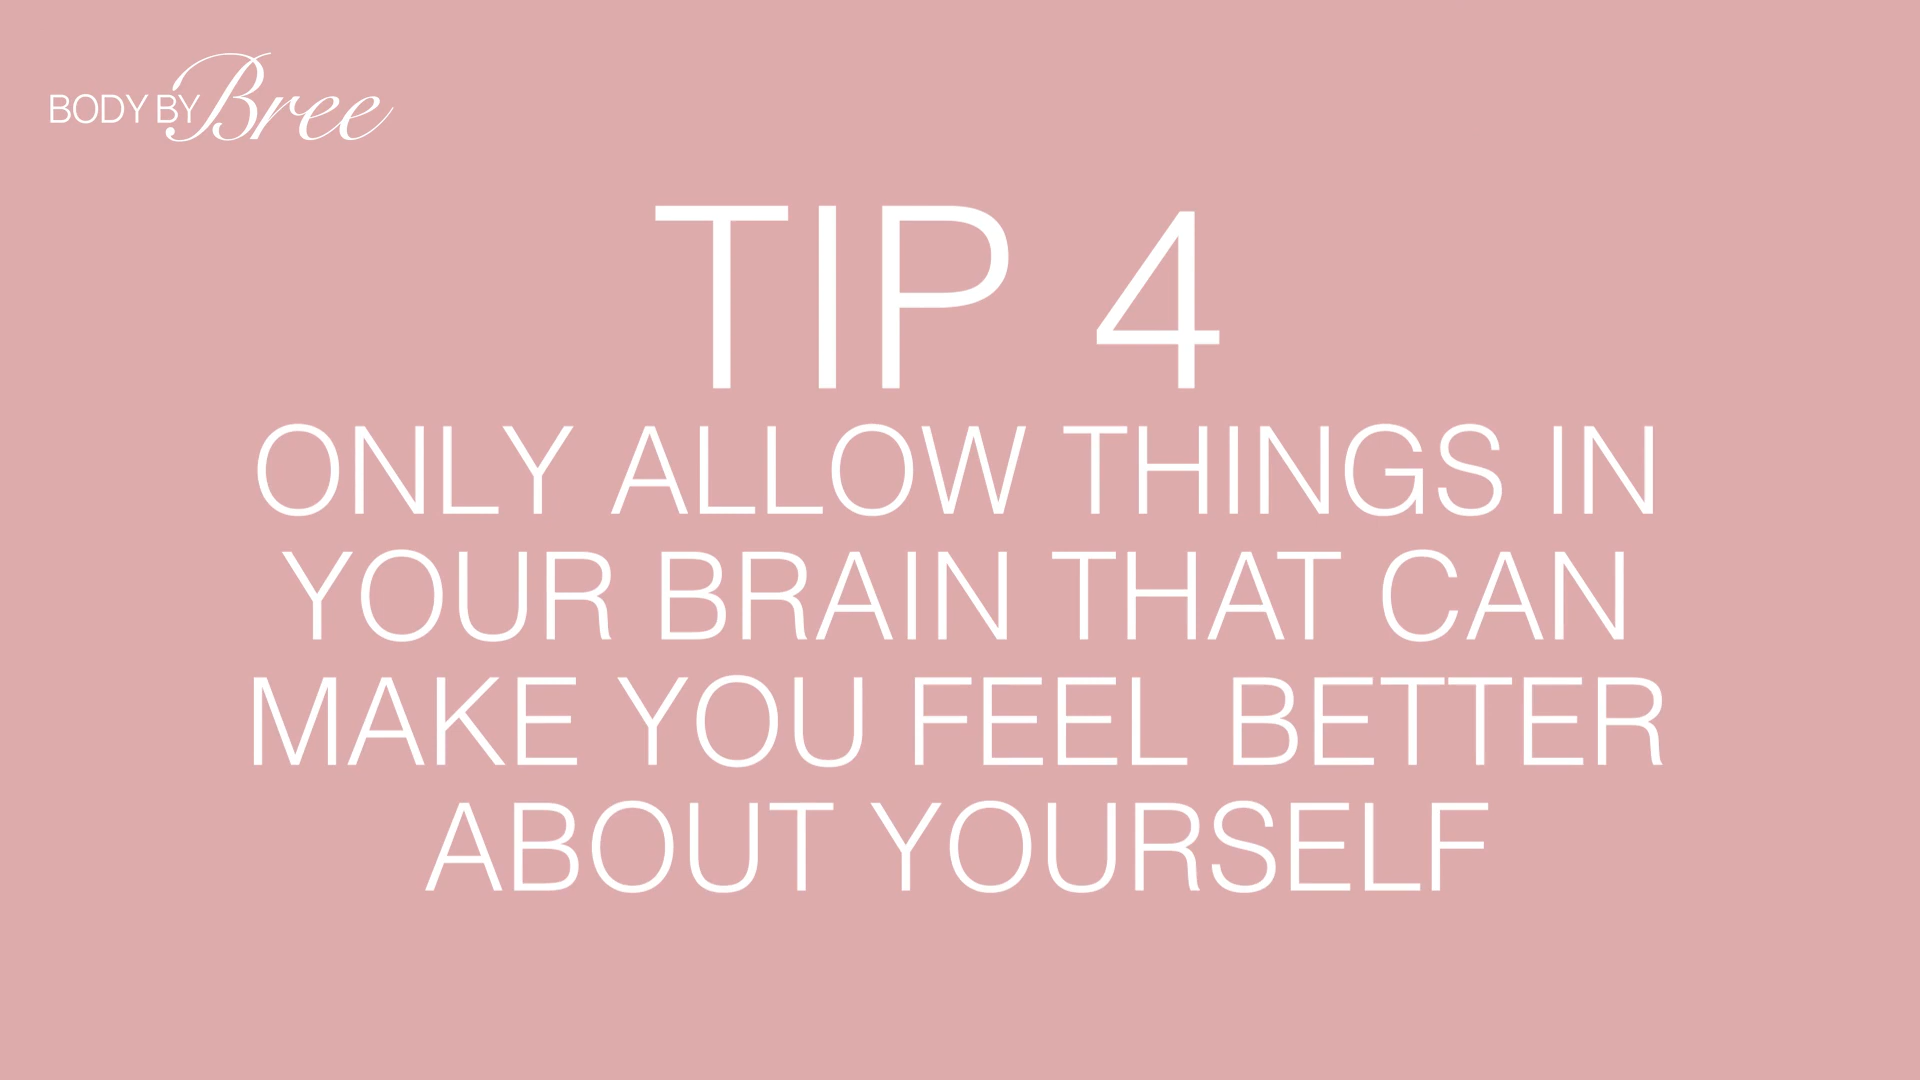 BODY BY Bree
TIP 4
ONLY ALLOW THINGS IN
YOUR BRAIN THAT CAN
MAKE YOU FEEL BETTER
ABOUT YOURSELF